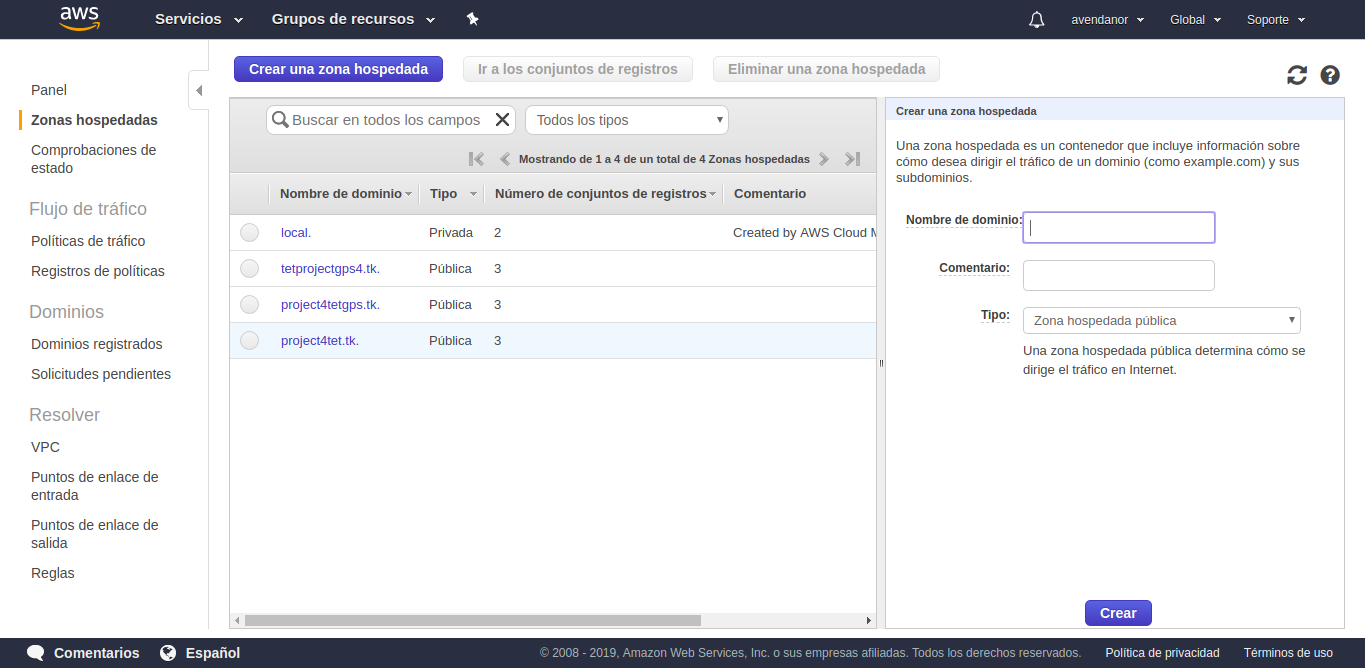 aws
Servicios
Grupos de recursos
avendanor
Global
Soporte
Panel
Zonas hospedadas
Comprobaciones de
estado
Flujo de tráfico
Políticas de tráfico
Registros de políticas
Dominios
Dominios registrados
Solicitudes pendientes
Resolver
VPC
Puntos de enlace de
entrada
Puntos de enlace de
salida
Reglas
Crear una zona hospedada
Ir a los conjuntos de registros
Eliminar una zona hospedada
Buscar en todos los campos
Todos los tipos
Mostrando de 1 a 4 de un total de 4 Zonas hospedadas
Nombre de dominio Tipo Número de conjuntos de registros Comentario
local. Privada 2 Created by AWS Cloud M
tetprojectgps4.tk. Pública 3
project4tetgps.tk. Pública 3
project4tet.tk. Pública 3
Crear una zona hospedada
Una zona hospedada es un contenedor que incluye información sobre
cómo desea dirigir el tráfico de un dominio (como example.com) y sus
subdominios.
Nombre de dominio:
Comentario:
Tipo: Zona hospedada pública
Una zona hospedada pública determina cómo se
dirige el tráfico en Internet.
Crear
Comentarios
Español
© 2008 - 2019, Amazon Web Services, Inc. o sus empresas afiliadas. Todos los derechos reservados.
Política de privacidad
Términos de uso